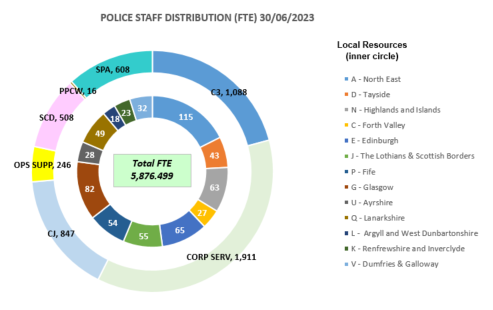 POLICE STAFF DISTRIBUTION (FTE) 30/06/2023
Local Resources
(inner circle)
A - North East
D - Tayside
N - Highlands and Islands
C - Forth Valley
E - Edinburgh
J - The Lothians & Scottish Borders
P - Fife
G - Glasgow
U - Ayrshire
Q - Lanarkshire
L - Argyll and West Dunbartonshire
K - Renfrewshire and Inverclyde
V - Dumfries & Galloway
SPA, 608
C3, 1,088
PPCW, 16
SCD, 508
OPS SUPP, 246
CJ, 847
CORP SERV, 1,911
115
43
63
27
65
55
54
82
28
49
18
23
32
Total FTE
5,876.499